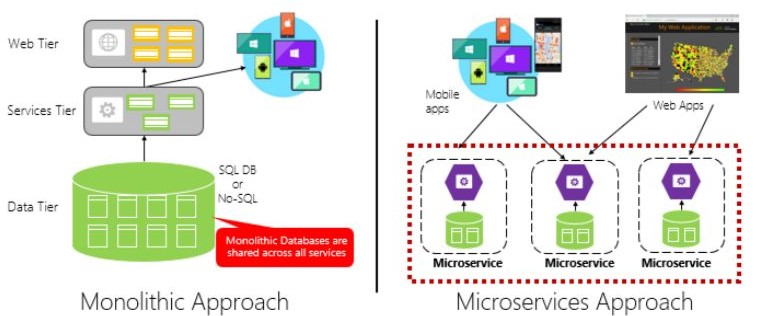 Web Tier
Services Tier
SQL DB
or
No-SQL
Data Tier
Monolithic Databases are
shared across all services
Monolithic Approach
My Web Application
Mobile
apps
Web Apps
Microservice
Microservice
Microservice
Microservices Approach